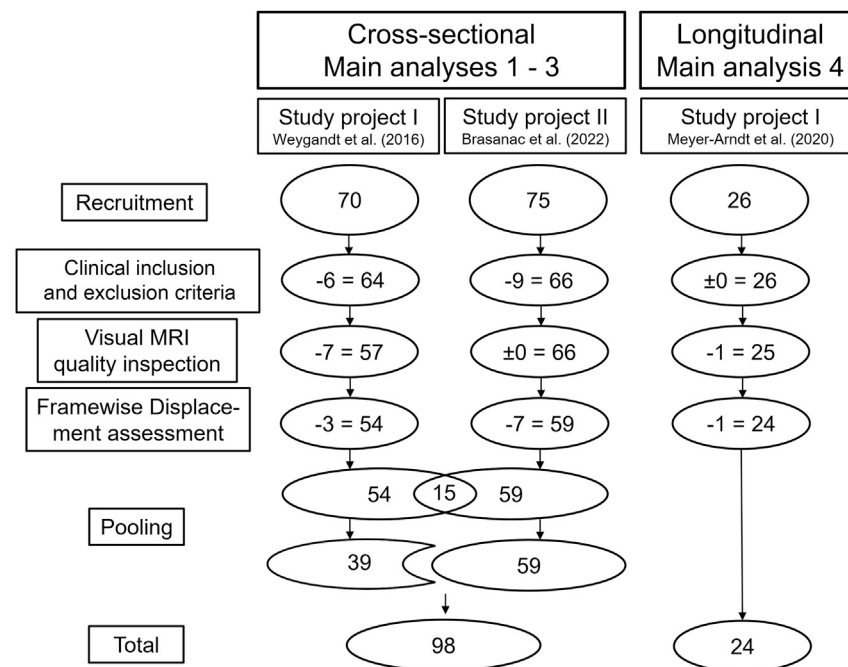 Cross-sectional
Main analyses 1 - 3
Longitudinal
Main analysis 4
Study project I
Weygandt et al. (2016)
Study project II
Brasanac et al. (2022)
Study project I
Meyer-Arndt et al. (2020)
Recruitment
70
75
26
Clinical inclusion
and exclusion criteria
-6 = 64
-9 = 66
±0 = 26
Visual MRI
quality inspection
-7 = 57
±0 = 66
-1 = 25
Framewise Displace-
ment assessment
-3 = 54
-7 = 59
-1 = 24
Pooling
54
15
59
39
59
Total
98
24